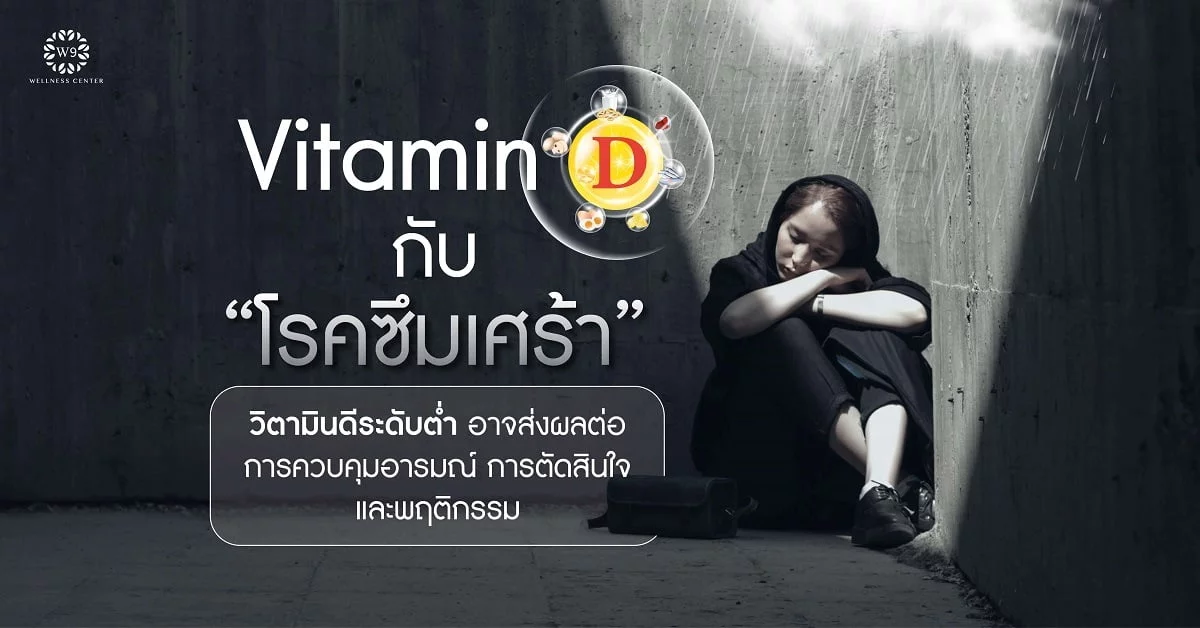 W9
WELLNESS CENTER
Vitamin D
กับ
“โรคซึมเศร้า”
วิตามินดีระดับต่ำ อาจส่งผลต่อ
การควบคุมอารมณ์ การตัดสินใจ
และพฤติกรรม